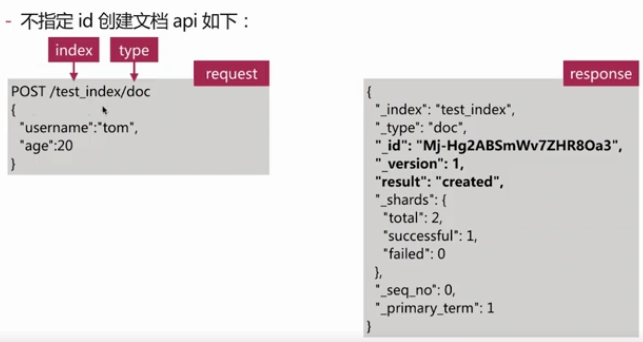 - 不指定 id 创建文档 api 如下：
index type
request
POST /test_index/doc
{
"username":"tom",
"age":20
}
response
{
"_index": "test_index",
"_type": "doc",
"_id": "Mj-Hg2ABSmWv7ZHR8Oa3",
"_version": 1,
"result": "created",
"_shards": {
"total": 2,
"successful": 1,
"failed": 0
},
"_seq_no": 0,
"_primary_term": 1
}